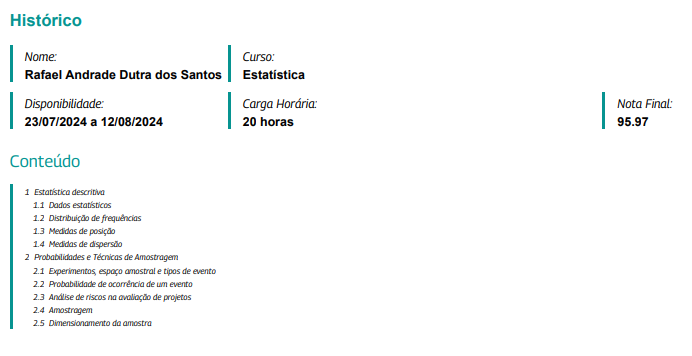 Histórico
Nome: Curso:
Rafael Andrade Dutra dos Santos Estatística
Disponibilidade: Carga Horária: Nota Final:
23/07/2024 a 12/08/2024 20 horas 95.97
Conteúdo
1 Estatística descritiva
1.1 Dados estatísticos
1.2 Distribuição de frequências
1.3 Medidas de posição
1.4 Medidas de dispersão
2 Probabilidades e Técnicas de Amostragem
2.1 Experimentos, espaço amostral e tipos de evento
2.2 Probabilidade de ocorrência de um evento
2.3 Análise de riscos na avaliação de projetos
2.4 Amostragem
2.5 Dimensionamento da amostra